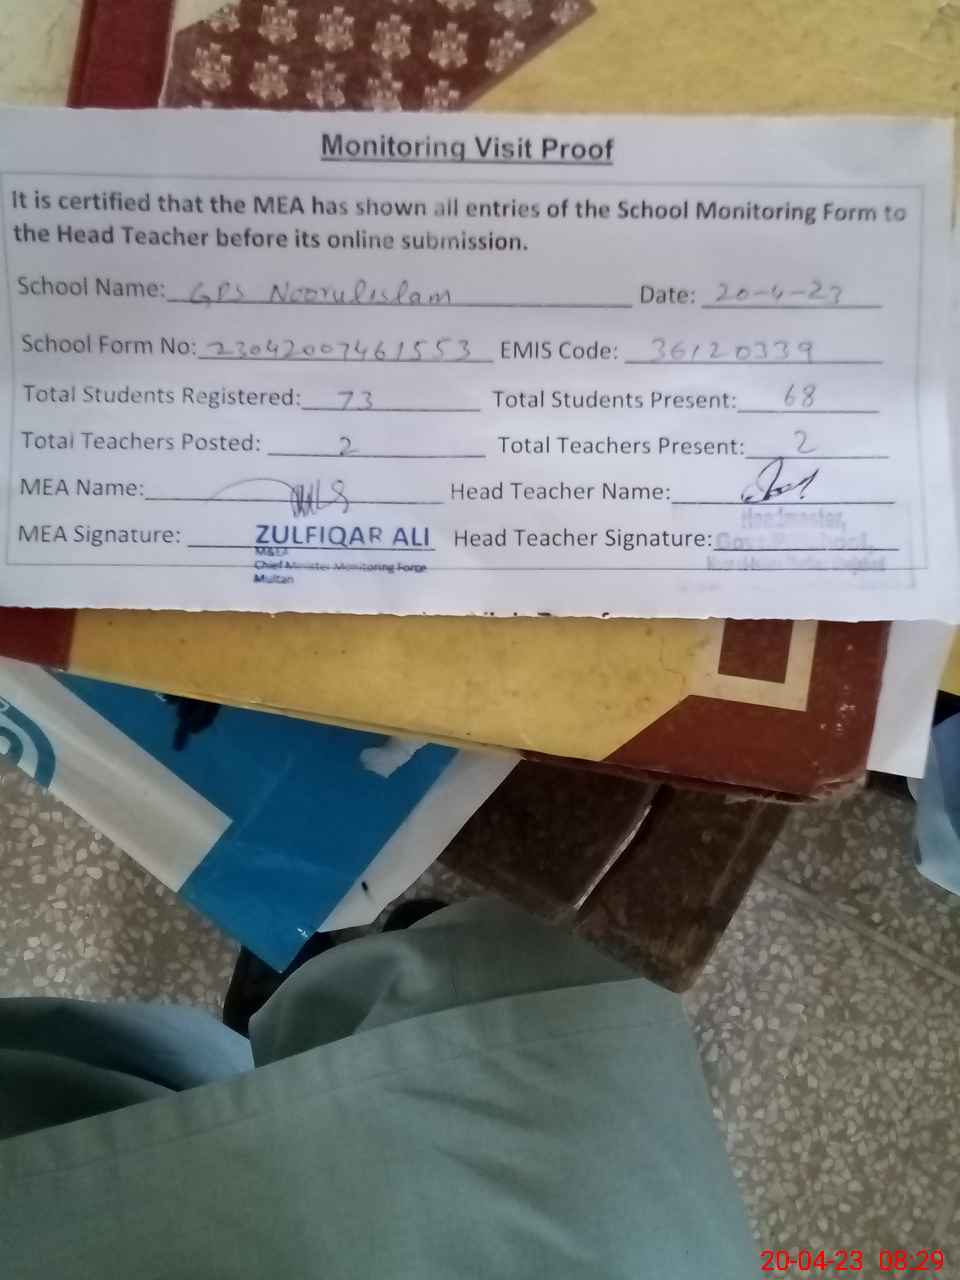 Monitoring Visit Proof
It is certified that the MEA has shown all entries of the School Monitoring Form to
the Head Teacher before its online submission.
School Name: GPS Noorulislam Date: 20-4-23
School Form No: 23042007461553 EMIS Code: 36120339
Total Students Registered: 73 Total Students Present: 68
Total Teachers Posted: 2 Total Teachers Present: 2
MEA Name: Head Teacher Name:
MEA Signature: ZULFIQAR ALI Head Teacher Signature:
Headmaster,
M&EA
Chief Minister Monitoring Force
Multan
20-04-23 08:29